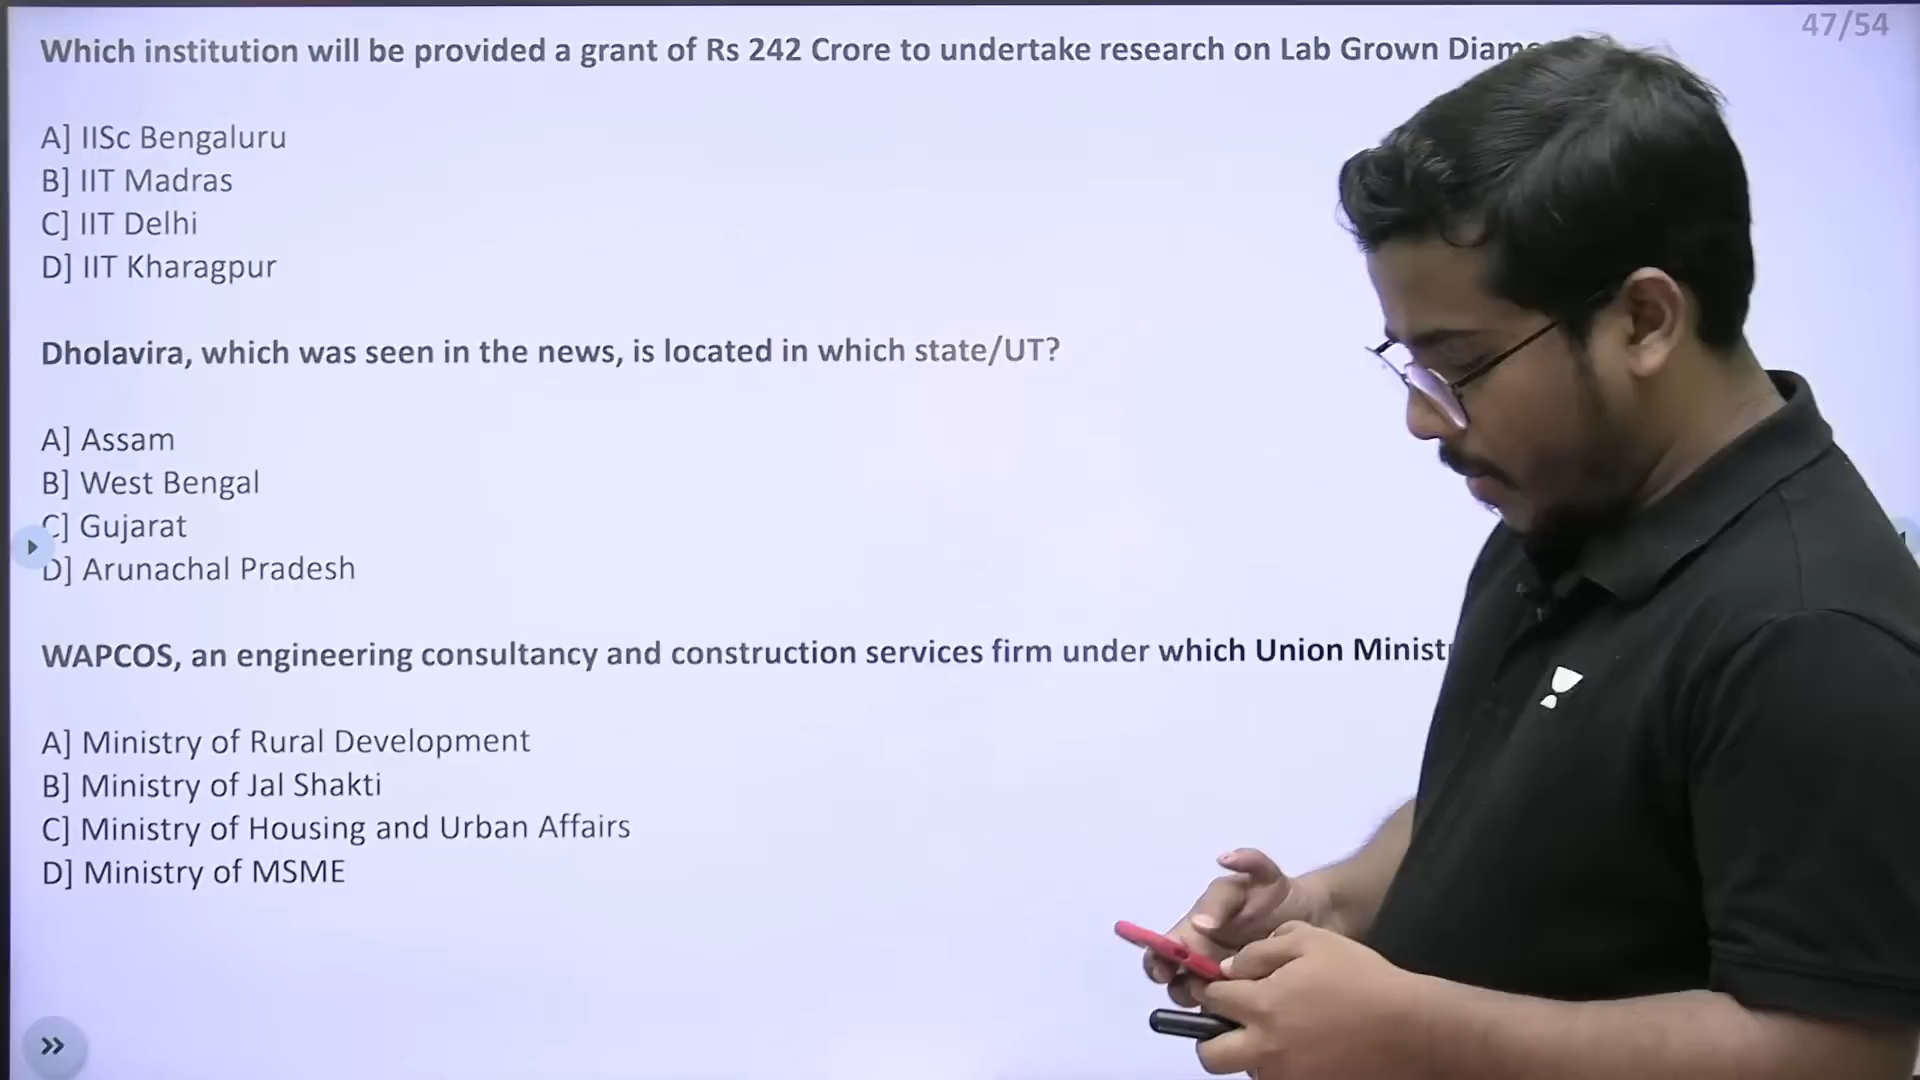 47/54
Which institution will be provided a grant of Rs 242 Crore to undertake research on Lab Grown
A] IISc Bengaluru
B] IIT Madras
C] IIT Delhi
D] IIT Kharagpur
Dholavira, which was seen in the news, is located in which state/UT?
A] Assam
B] West Bengal
C] Gujarat
D] Arunachal Pradesh
WAPCOS, an engineering consultancy and construction services firm under which Union
A] Ministry of Rural Development
B] Ministry of Jal Shakti
C] Ministry of Housing and Urban Affairs
D] Ministry of MSME